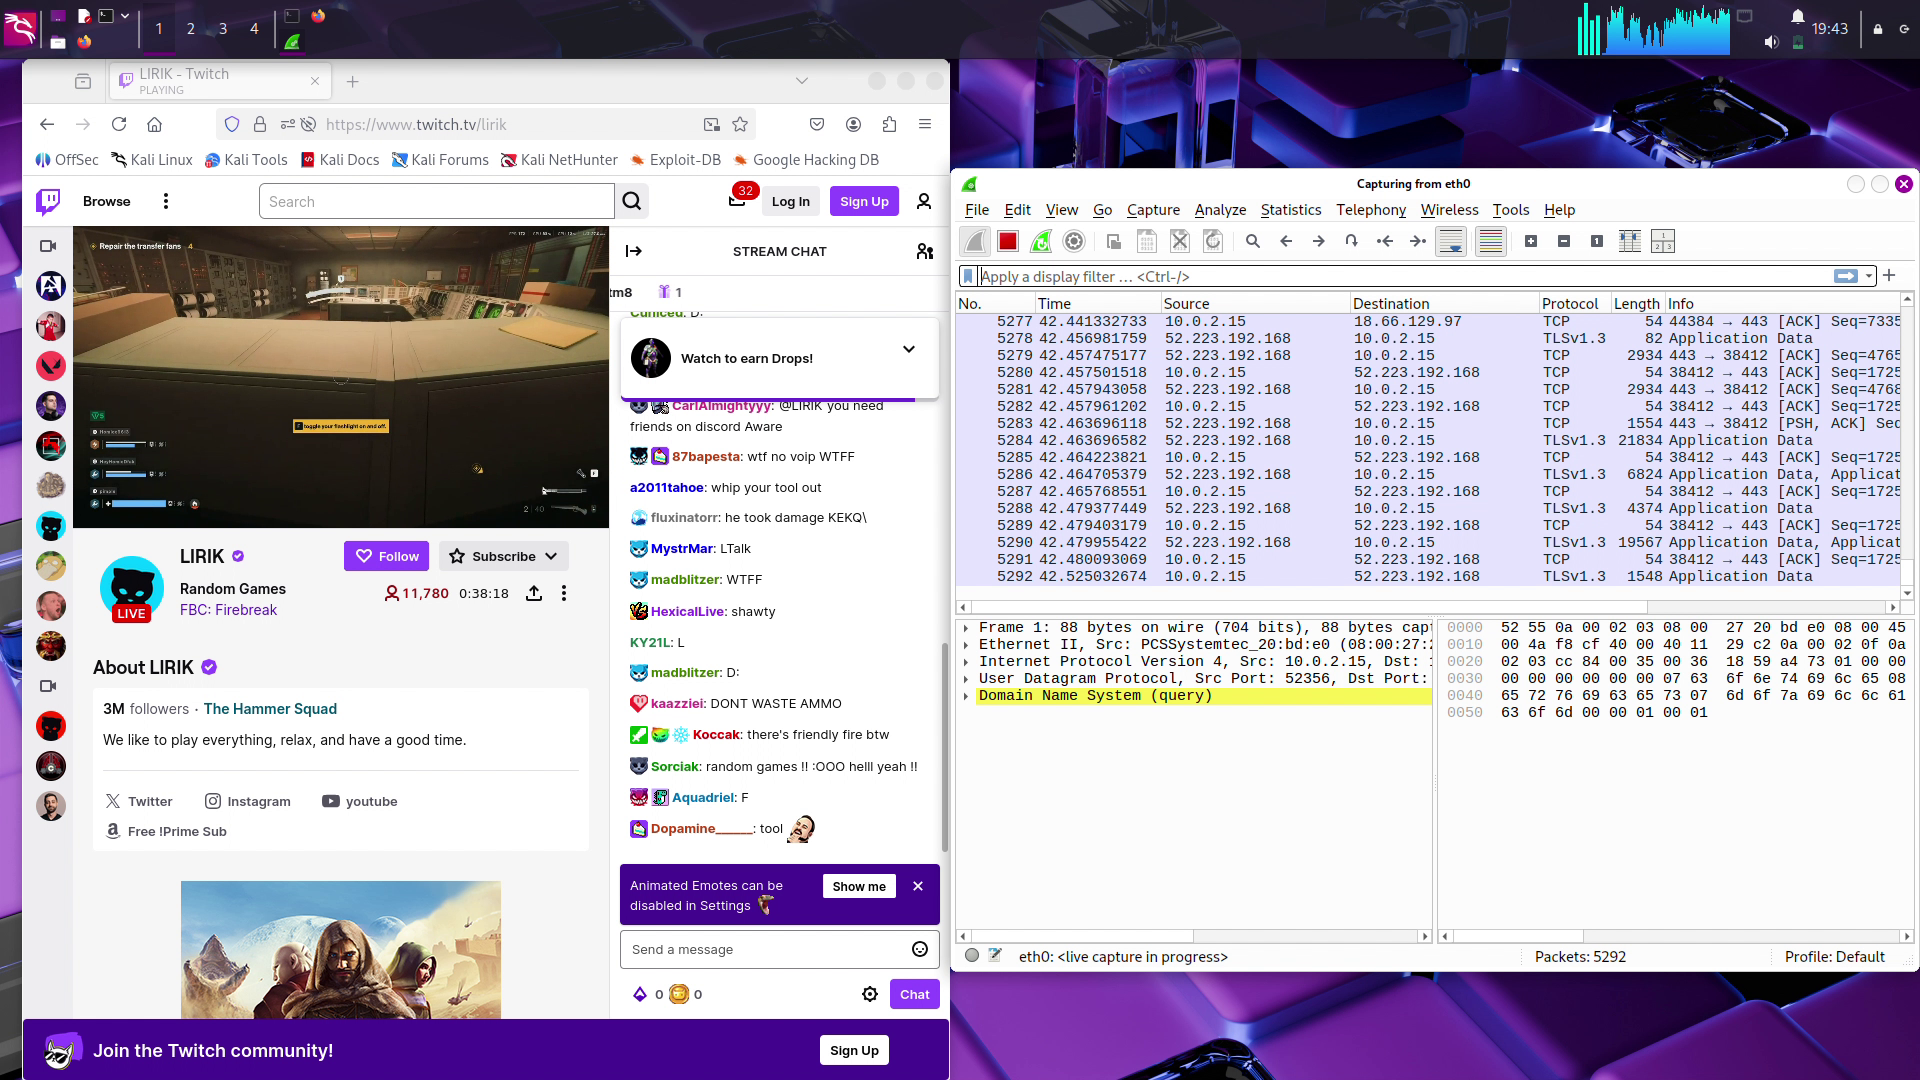 1 2 3 4
19:43
LIRIK - Twitch
PLAYING
https://www.twitch.tv/lirik
OffSec Kali Linux Kali Tools Kali Docs Kali Forums Kali NetHunter Exploit-DB Google Hacking DB
Browse
Search
32
Log In
Sign Up
Repair the transfer fans 4
toggle your flashlight on and off.
2 | 40
STREAM CHAT
tm8 1
Cuniced: D:
Watch to earn Drops!
CarlAlmightyyy: @LIRIK you need
friends on discord Aware
87bapesta: wtf no voip WTFF
a2011tahoe: whip your tool out
fluxinatorr: he took damage KEKQ\
MystrMar: LTalk
madblitzer: WTFF
HexicalLive: shawty
KY21L: L
madblitzer: D:
kaazziei: DONT WASTE AMMO
Koccak: there's friendly fire btw
Sorciak: random games !! :OOO helll yeah !!
Aquadriel: F
Dopamine______: tool
Animated Emotes can be
disabled in Settings
Show me
Send a message
0 0
Chat
LIRIK
Follow
Subscribe
Random Games
FBC: Firebreak
11,780
0:38:18
LIVE
About LIRIK
3M followers · The Hammer Squad
We like to play everything, relax, and have a good time.
Twitter
Instagram
youtube
Free !Prime Sub
Join the Twitch community!
Sign Up
Capturing from eth0
File Edit View Go Capture Analyze Statistics Telephony Wireless Tools Help
Apply a display filter … <Ctrl-/>
No. Time Source Destination Protocol Length Info
5277 42.441332733 10.0.2.15 18.66.129.97 TCP 54 44384 → 443 [ACK] Seq=7335
5278 42.456981759 52.223.192.168 10.0.2.15 TLSv1.3 82 Application Data
5279 42.457475177 52.223.192.168 10.0.2.15 TCP 2934 443 → 38412 [ACK] Seq=4765
5280 42.457501518 10.0.2.15 52.223.192.168 TCP 54 38412 → 443 [ACK] Seq=1725
5281 42.457943058 52.223.192.168 10.0.2.15 TCP 2934 443 → 38412 [ACK] Seq=4768
5282 42.457961202 10.0.2.15 52.223.192.168 TCP 54 38412 → 443 [ACK] Seq=1725
5283 42.463696118 52.223.192.168 10.0.2.15 TCP 1554 443 → 38412 [PSH, ACK] Seq
5284 42.463696582 52.223.192.168 10.0.2.15 TLSv1.3 21834 Application Data
5285 42.464223821 10.0.2.15 52.223.192.168 TCP 54 38412 → 443 [ACK] Seq=1725
5286 42.464705379 52.223.192.168 10.0.2.15 TLSv1.3 6824 Application Data, Applicat
5287 42.465768551 10.0.2.15 52.223.192.168 TCP 54 38412 → 443 [ACK] Seq=1725
5288 42.479377449 52.223.192.168 10.0.2.15 TLSv1.3 4374 Application Data
5289 42.479403179 10.0.2.15 52.223.192.168 TCP 54 38412 → 443 [ACK] Seq=1725
5290 42.479955422 52.223.192.168 10.0.2.15 TLSv1.3 19567 Application Data, Applicat
5291 42.480093069 10.0.2.15 52.223.192.168 TCP 54 38412 → 443 [ACK] Seq=1725
5292 42.525032674 10.0.2.15 52.223.192.168 TLSv1.3 1548 Application Data
Frame 1: 88 bytes on wire (704 bits), 88 bytes capt
Ethernet II, Src: PCSSystemtec_20:bd:e0 (08:00:27:2
Internet Protocol Version 4, Src: 10.0.2.15, Dst: 1
User Datagram Protocol, Src Port: 52356, Dst Port:
Domain Name System (query)
0000 52 55 0a 00 02 03 08 00 27 20 bd e0 08 00 45
0010 00 4a f8 cf 40 00 40 11 29 c2 0a 00 02 0f 0a
0020 02 03 cc 84 00 35 00 36 18 59 a4 73 01 00 00
0030 00 00 00 00 00 00 07 63 6f 6e 74 69 6c 65 08
0040 65 72 76 69 63 65 73 07 6d 6f 7a 69 6c 6c 61
0050 63 6f 6d 00 00 01 00 01
eth0: <live capture in progress>
Packets: 5292
Profile: Default